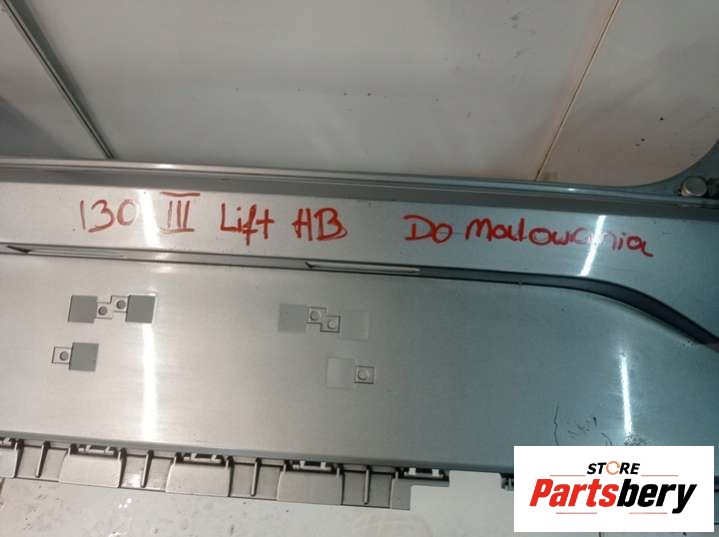 130 III Lift HB Do Malowania
STORE
Partsbery